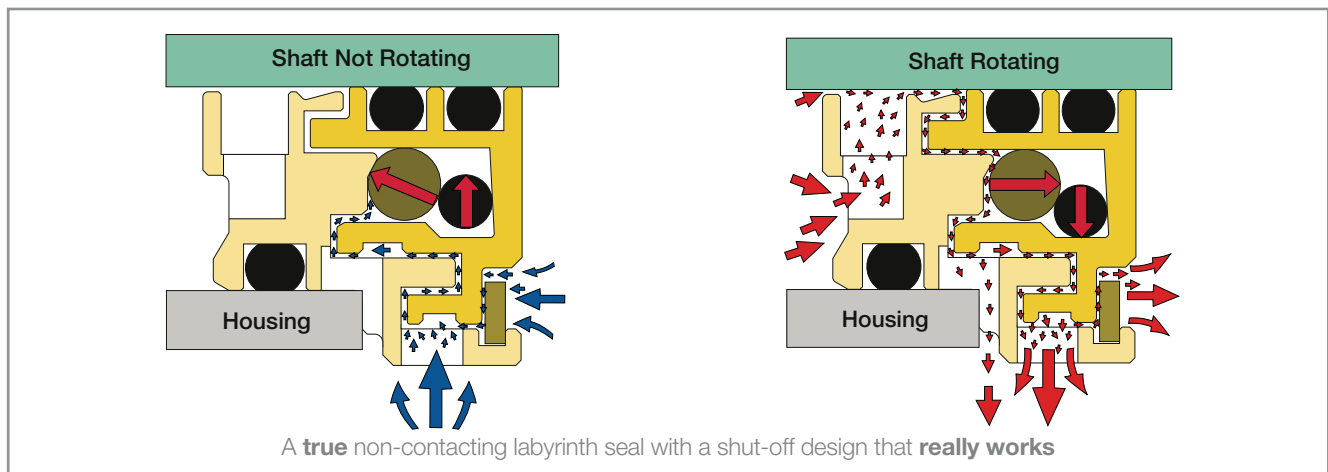 Shaft Not Rotating
Shaft Rotating
Housing
Housing
A true non-contacting labyrinth seal with a shut-off design that really works